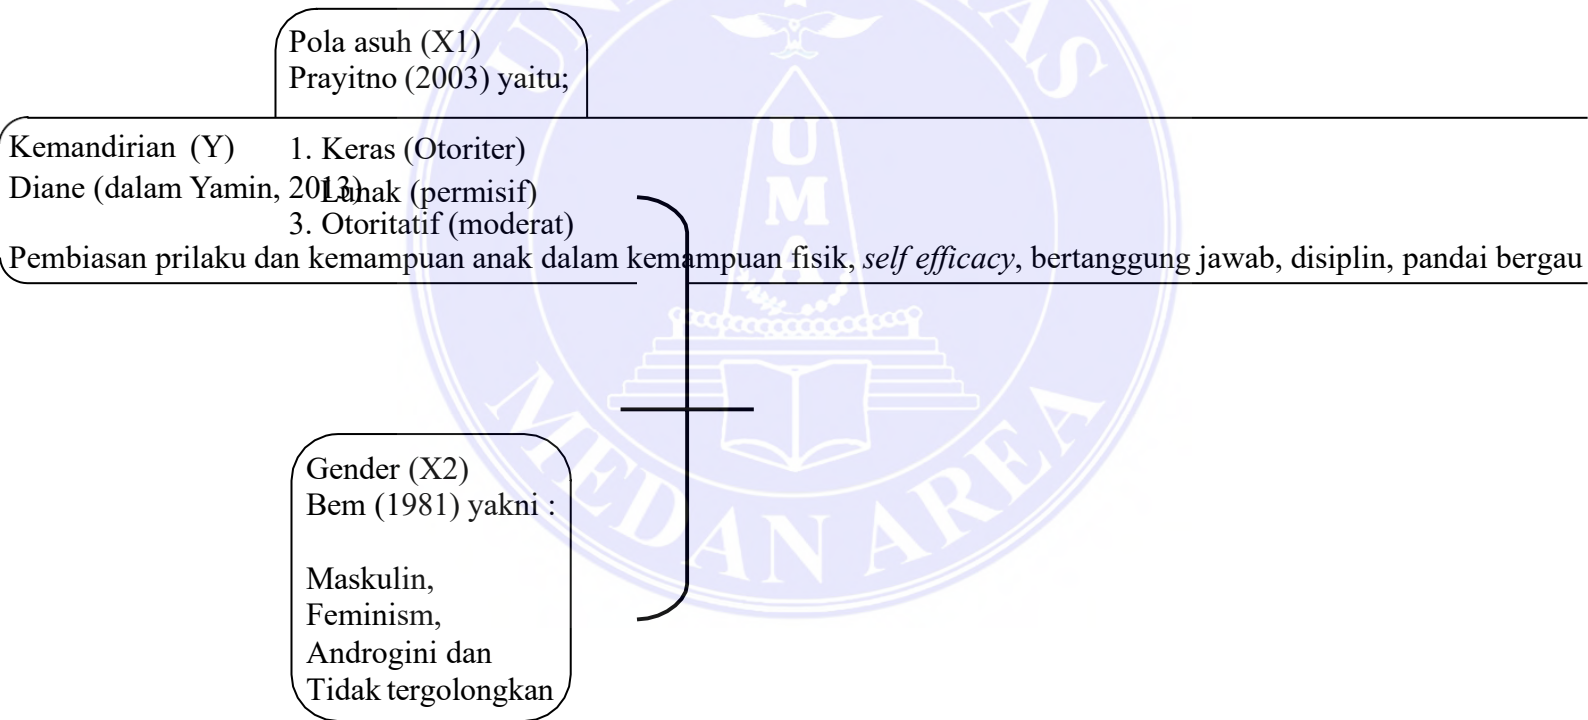 Pola asuh (X1)
Prayitno (2003) yaitu;
1. Keras (Otoriter)
Lunak (permisif)
3. Otoritatif (moderat)
Kemandirian (Y)
Diane (dalam Yamin, 2013)
Pembiasan prilaku dan kemampuan anak dalam kemampuan fisik, self efficacy, bertanggung jawab, disiplin, pandai bergau
Gender (X2)
Bem (1981) yakni :
Maskulin,
Feminism,
Androgini dan
Tidak tergolongkan
UMA
MEDAN AREA